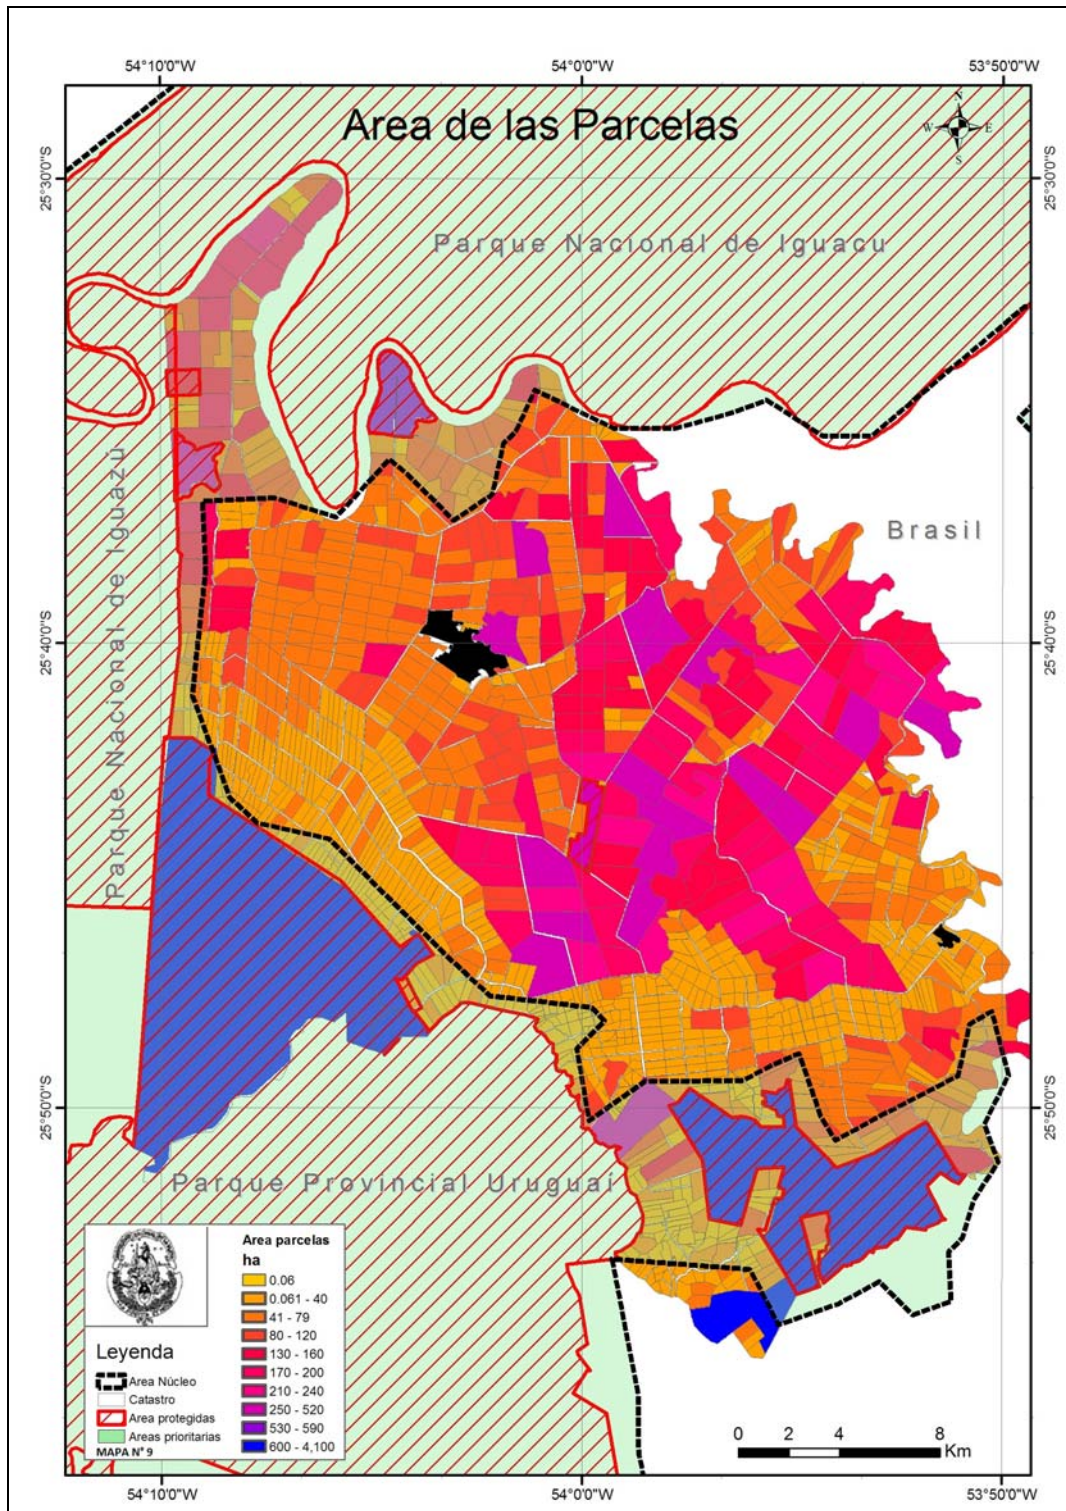 54°10'0"W 54°00'0"W 53°50'0"W
Area de las Parcelas
N
W E
S
25°30'0"S 25°30'0"S
Parque Nacional de Iguacu
Brasil
Parque Nacional de Iguazú
25°40'0"S 25°40'0"S
25°50'0"S 25°50'0"S
Parque Provincial Uruguaí
Area parcelas
ha
0.06
0.061 - 40
41 - 79
80 - 120
130 - 160
170 - 200
210 - 240
250 - 520
530 - 590
600 - 4,100
Leyenda
Area Núcleo
Catastro
Area protegidas
Areas prioritarias
MAPA N° 9
0 2 4 8
Km
54°10'0"W 54°00'0"W 53°50'0"W